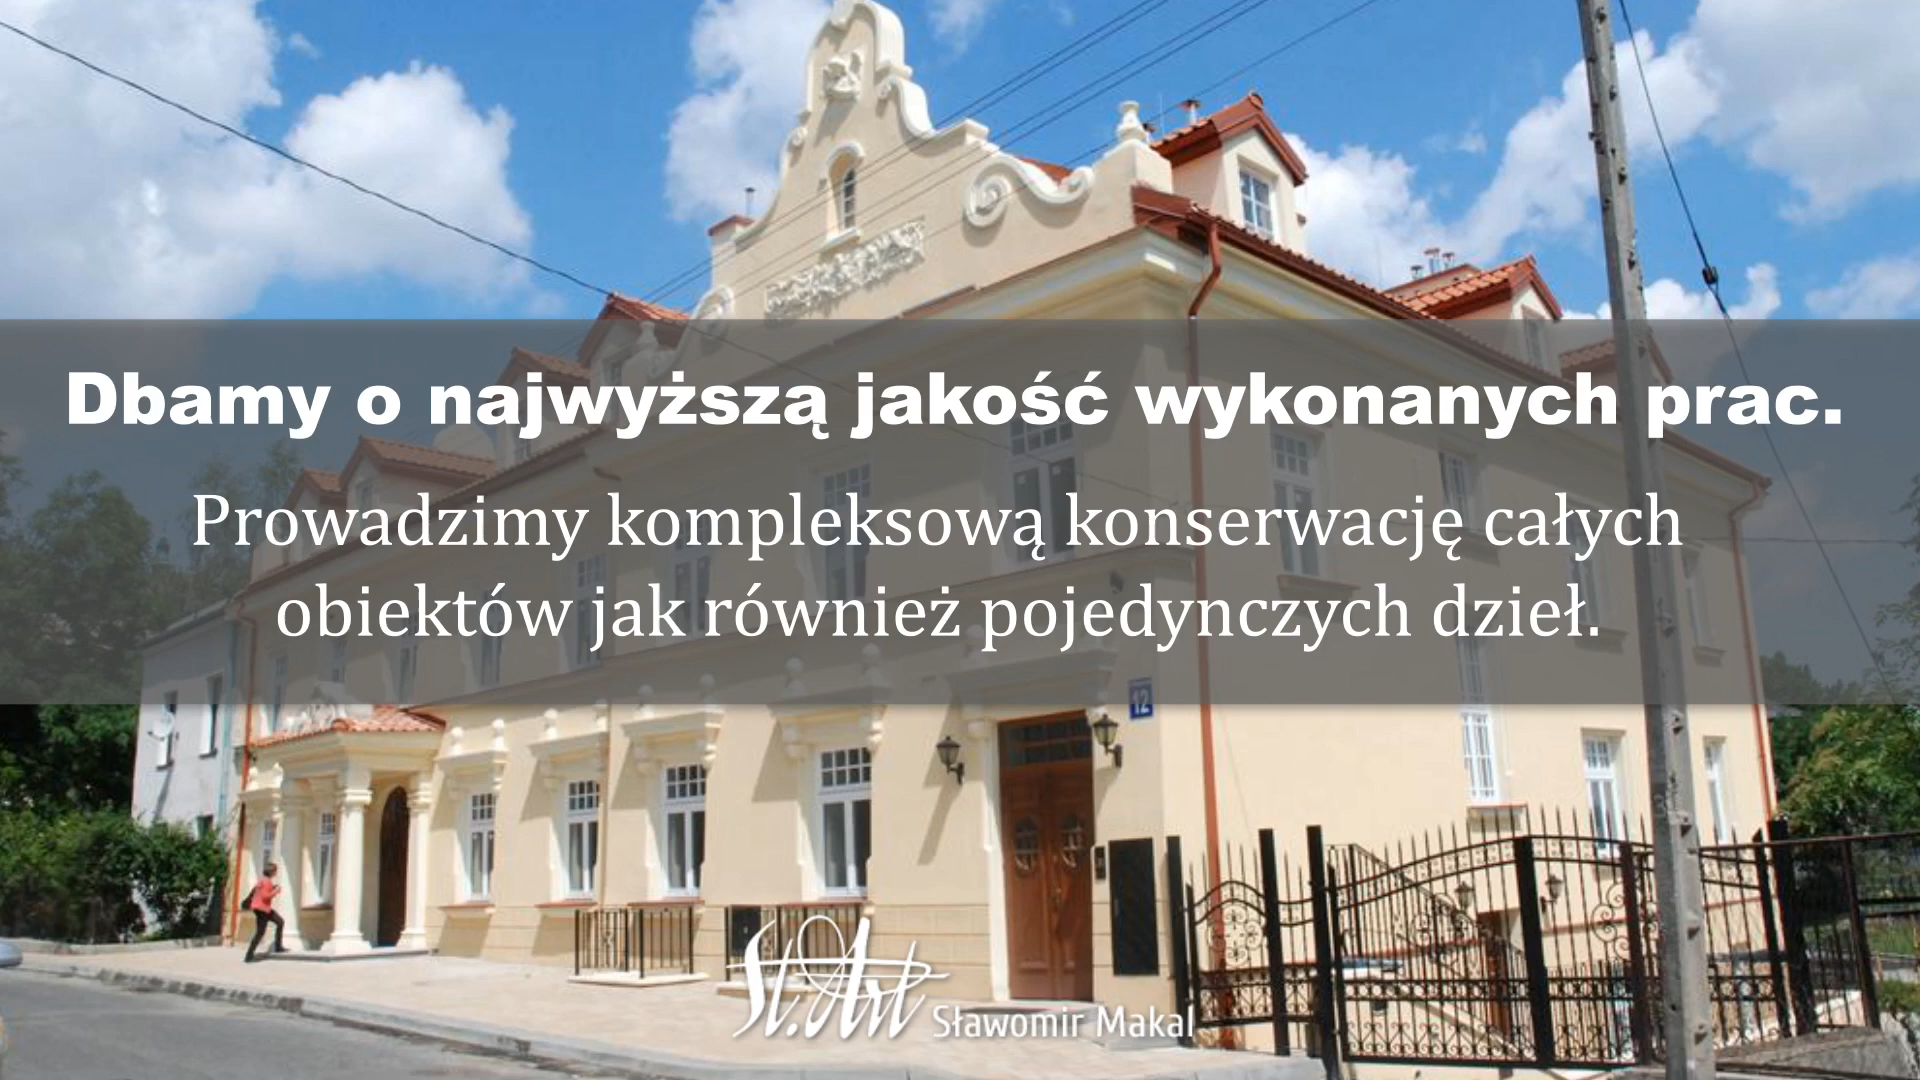 Dbamy o najwyższą jakość wykonanych prac.
Prowadzimy kompleksową konserwację całych
obiektów jak również pojedynczych dzieł.
12
St.Art Sławomir Makal